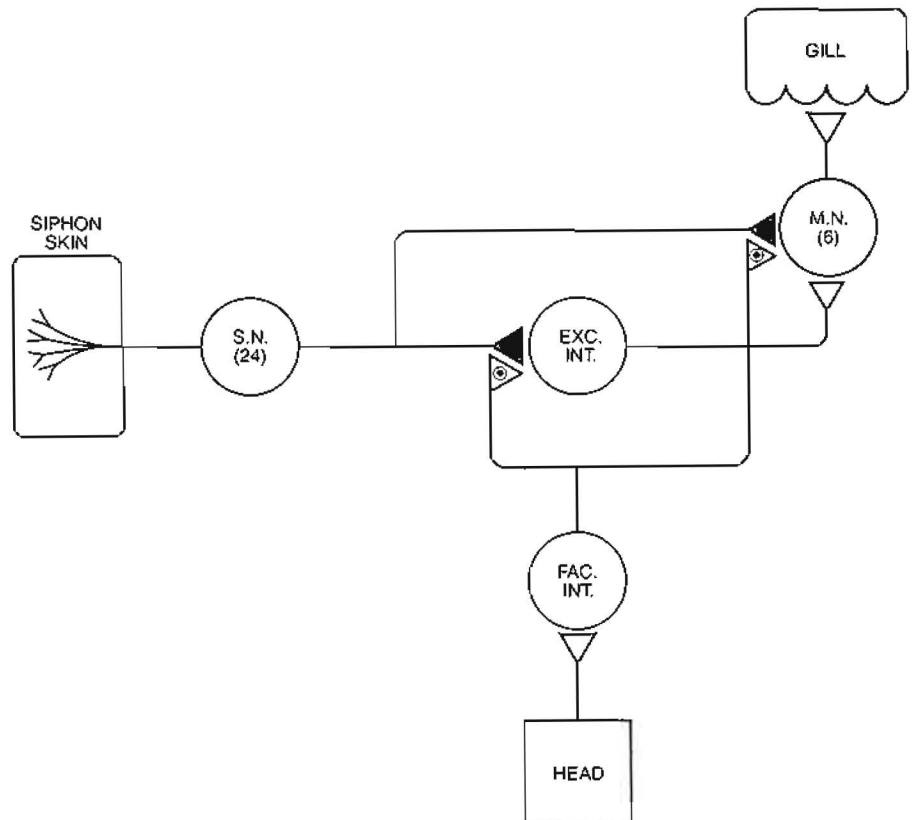 GILL
SIPHON
SKIN
M.N.
(6)
S.N.
(24)
EXC.
INT.
FAC.
INT.
HEAD